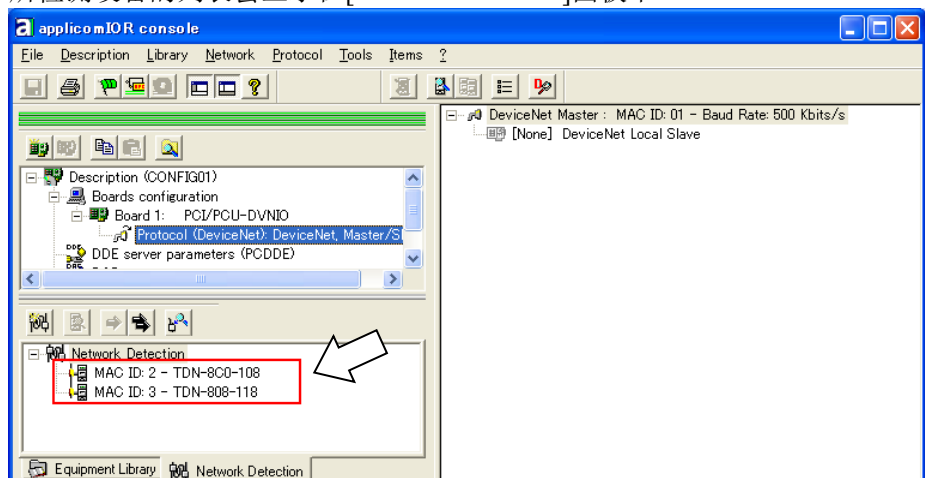 applicomIOR console
File Description Library Network Protocol Tools Items ?
DeviceNet Master : MAC ID: 01 - Baud Rate: 500 Kbits/s
[None] DeviceNet Local Slave
Description (CONFIG01)
Boards configuration
Board 1: PCI/PCU-DVNIO
Protocol (DeviceNet): DeviceNet, Master/S
DDE server parameters (PCDDE)
Network Detection
MAC ID: 2 - TDN-8C0-108
MAC ID: 3 - TDN-808-118
Equipment Library Network Detection